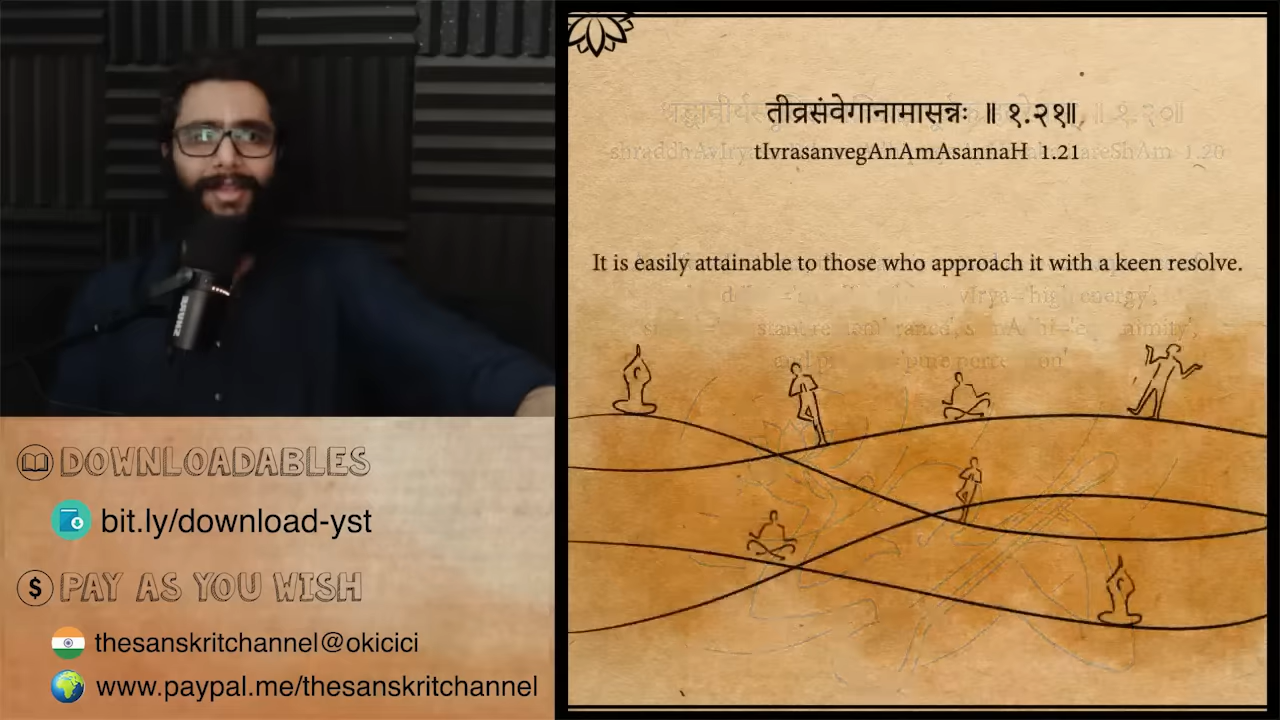 DOWNLOADABLES
bit.ly/download-yst
PAY AS YOU WISH
thesanskritchannel@okicici
www.paypal.me/thesanskritchannel
तीव्रसंवेगानामासन्नः ॥ १.२१॥
tIvrasanvegAnAmAsannaH 1.21
It is easily attainable to those who approach it with a keen resolve.